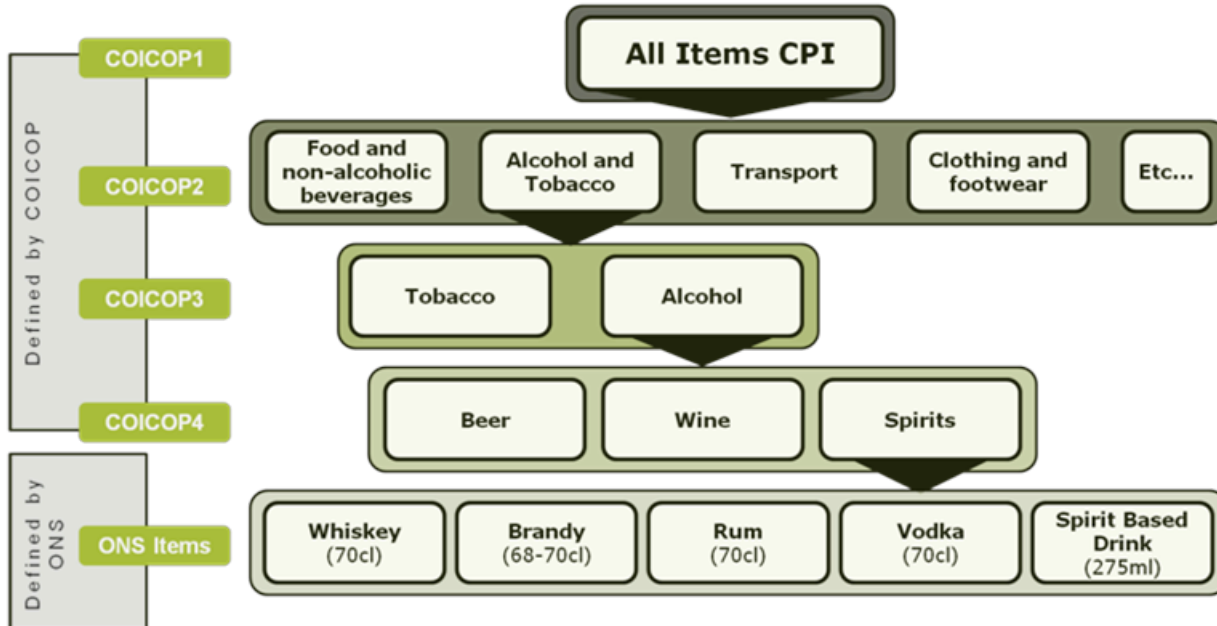 COICOP1
All Items CPI
Defined by COICOP
COICOP2
Food and
non-alcoholic
beverages
Alcohol and
Tobacco
Transport
Clothing and
footwear
Etc...
COICOP3
Tobacco
Alcohol
COICOP4
Beer
Wine
Spirits
Defined by
ONS
ONS Items
Whiskey
(70cl)
Brandy
(68-70cl)
Rum
(70cl)
Vodka
(70cl)
Spirit Based
Drink
(275ml)